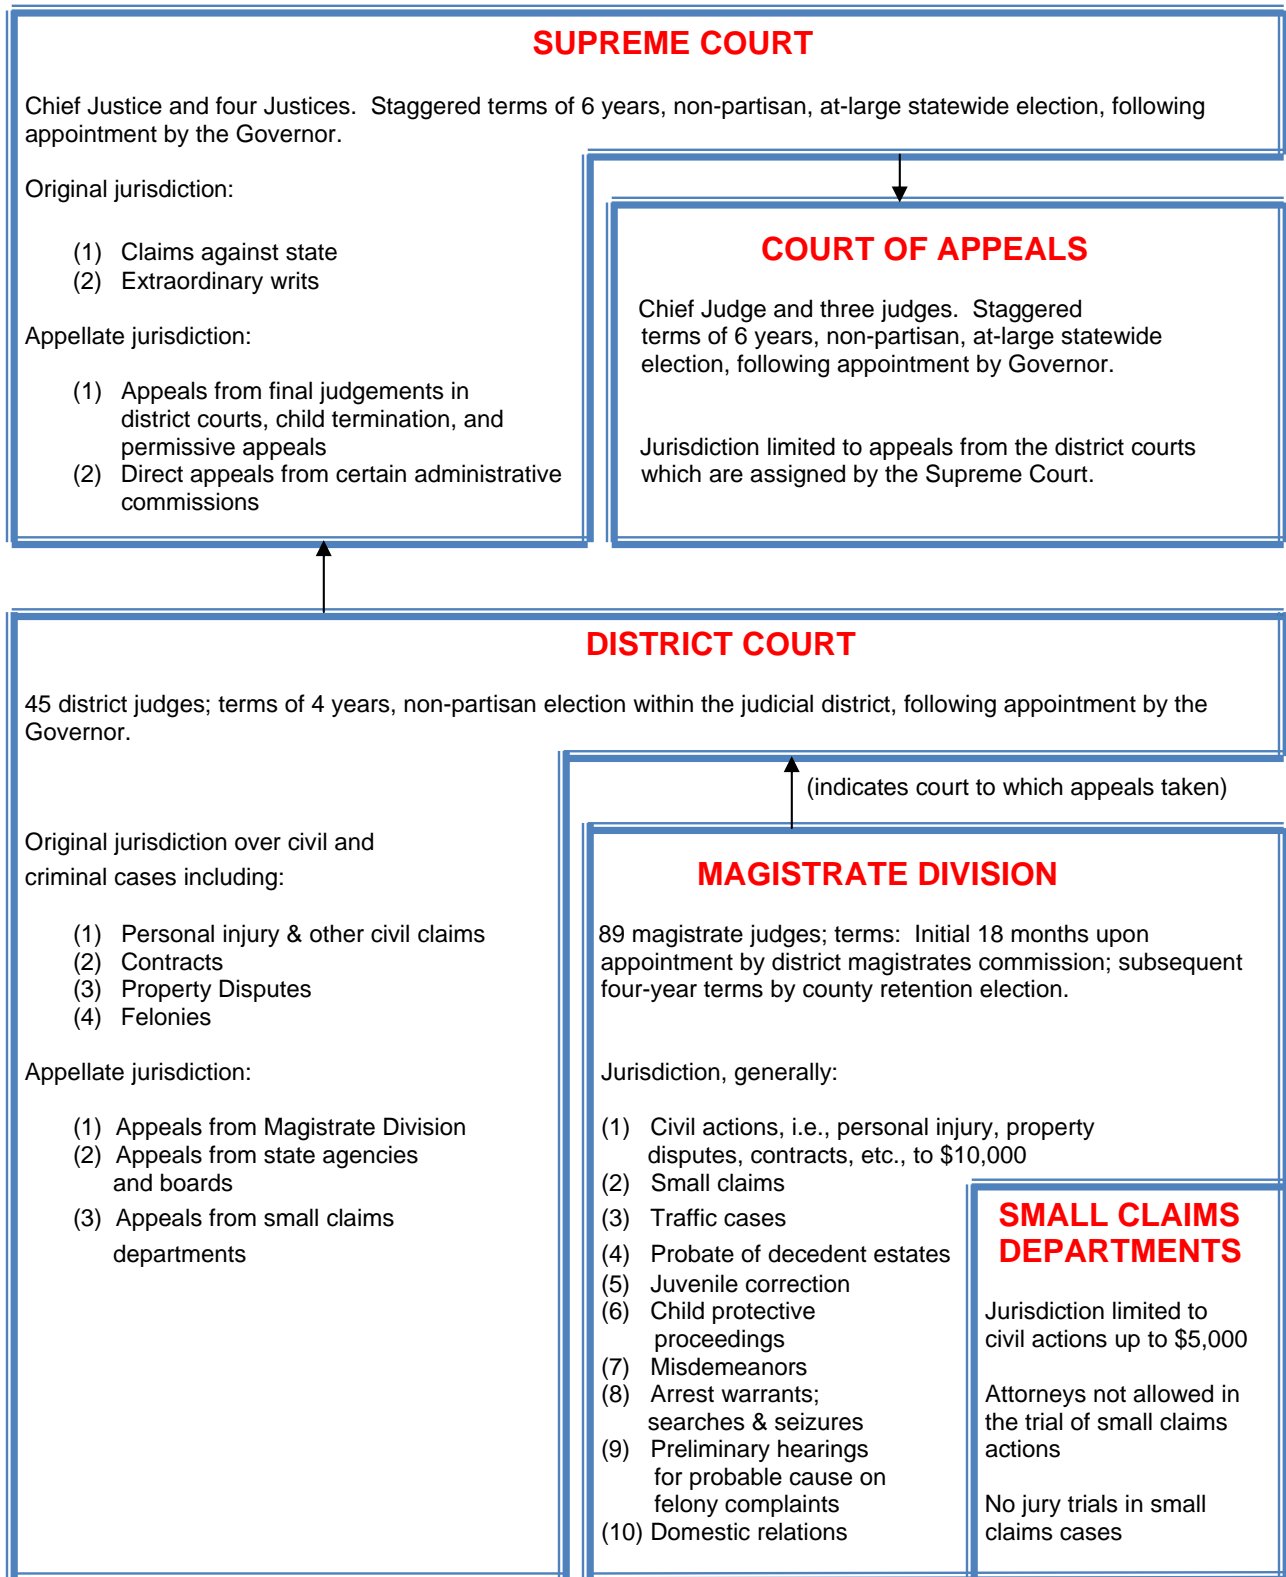 SUPREME COURT
Chief Justice and four Justices.  Staggered terms of 6 years, non-partisan, at-large statewide election, following
appointment by the Governor.
Original jurisdiction:
(1)   Claims against state
(2)   Extraordinary writs
Appellate jurisdiction:
(1)   Appeals from final judgements in
district courts, child termination, and
permissive appeals
(2)   Direct appeals from certain administrative
commissions
COURT OF APPEALS
Chief Judge and three judges.  Staggered
terms of 6 years, non-partisan, at-large statewide
election, following appointment by Governor.
Jurisdiction limited to appeals from the district courts
which are assigned by the Supreme Court.
DISTRICT COURT
45 district judges; terms of 4 years, non-partisan election within the judicial district, following appointment by the
Governor.
(indicates court to which appeals taken)
Original jurisdiction over civil and
criminal cases including:
(1)   Personal injury & other civil claims
(2)   Contracts
(3)   Property Disputes
(4)   Felonies
Appellate jurisdiction:
(1)  Appeals from Magistrate Division
(2)  Appeals from state agencies
and boards
(3)  Appeals from small claims
departments
MAGISTRATE DIVISION
89 magistrate judges; terms:  Initial 18 months upon
appointment by district magistrates commission; subsequent
four-year terms by county retention election.
Jurisdiction, generally:
(1)   Civil actions, i.e., personal injury, property
disputes, contracts, etc., to $10,000
(2)   Small claims
(3)   Traffic cases
(4)   Probate of decedent estates
(5)   Juvenile correction
(6)   Child protective
proceedings
(7)   Misdemeanors
(8)   Arrest warrants;
searches & seizures
(9)   Preliminary hearings
for probable cause on
felony complaints
(10)  Domestic relations
SMALL CLAIMS
DEPARTMENTS
Jurisdiction limited to
civil actions up to $5,000
Attorneys not allowed in
the trial of small claims
actions
No jury trials in small
claims cases